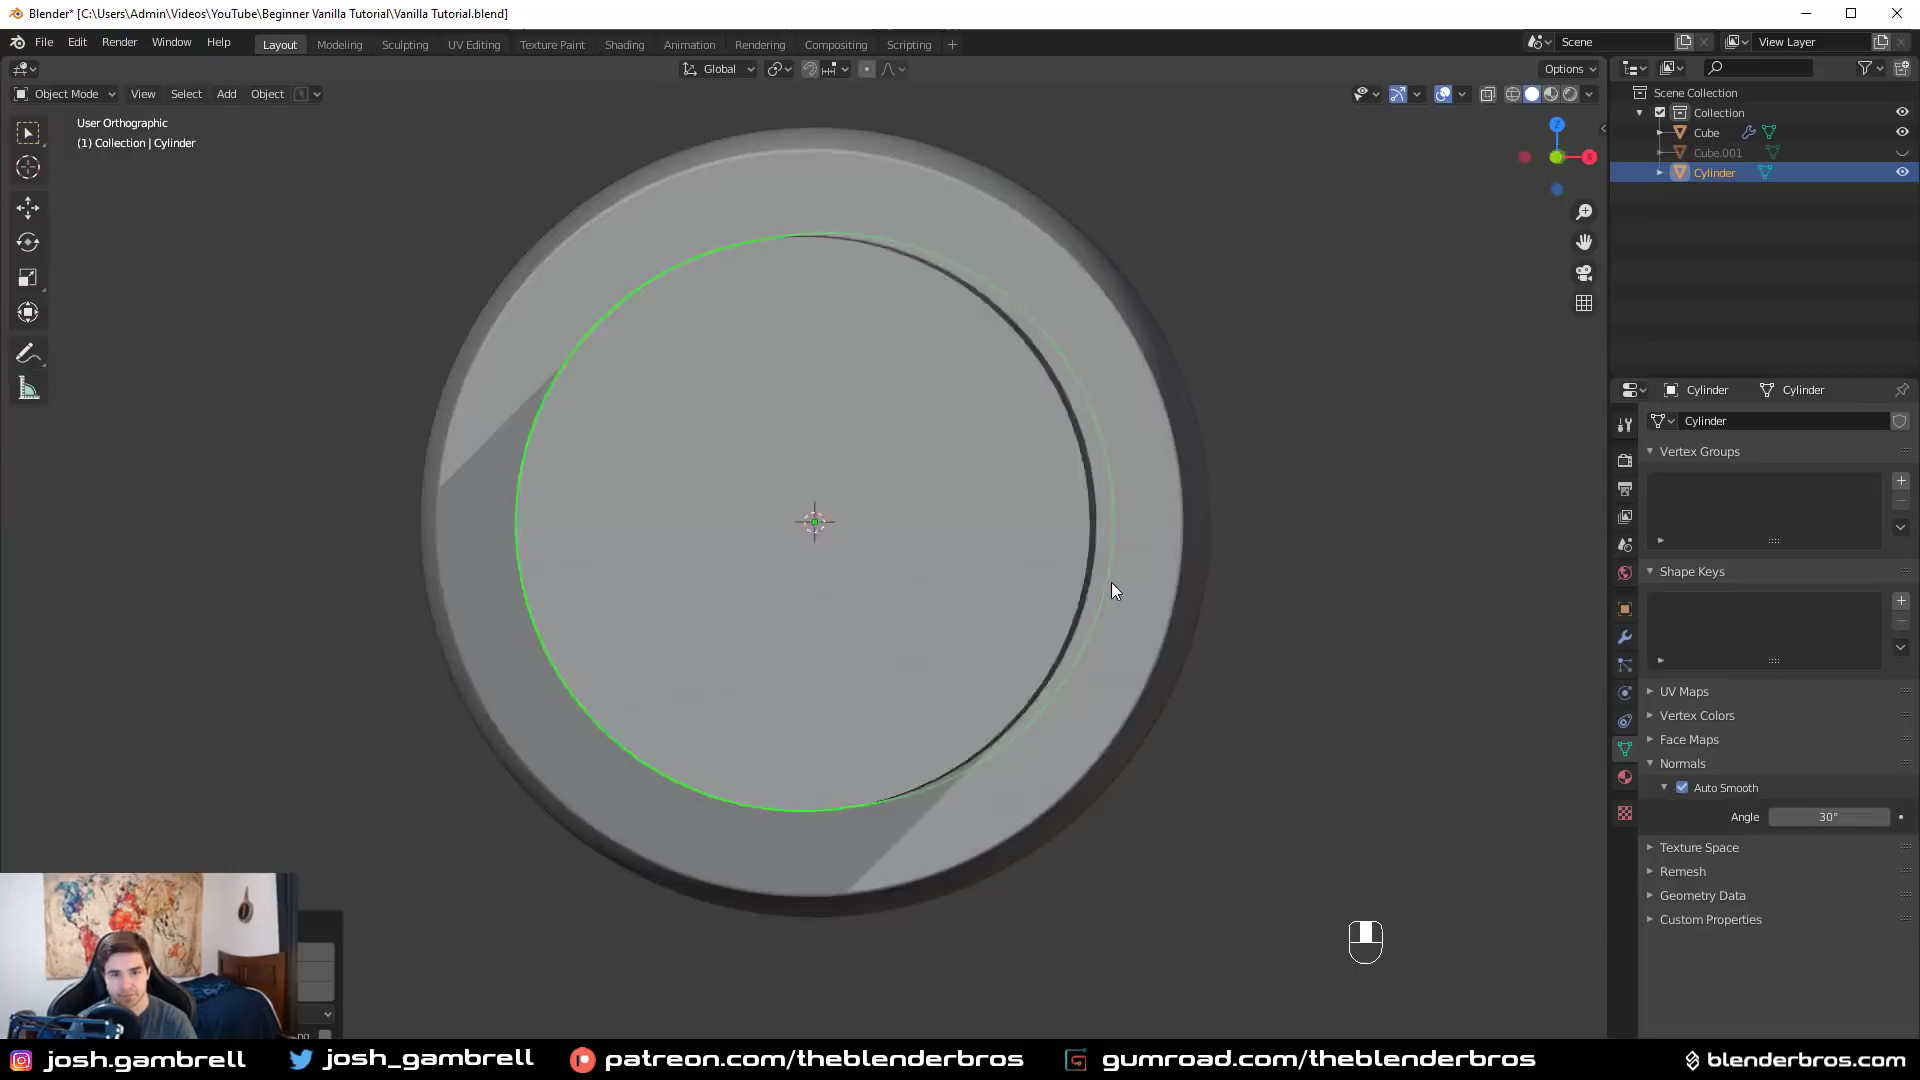 Blender* [C:\Users\Admin\Videos\YouTube\Beginner Vanilla Tutorial\Vanilla Tutorial.blend]
File Edit Render Window Help Layout Modeling Sculpting UV Editing Texture Paint Shading Animation Rendering Compositing Scripting + Scene View Layer
Global Options
Object Mode View Select Add Object
User Orthographic
(1) Collection | Cylinder
Z
X
Scene Collection
Collection
Cube
Cube.001
Cylinder
Cylinder Cylinder
Cylinder
Vertex Groups
Shape Keys
UV Maps
Vertex Colors
Face Maps
Normals
Auto Smooth
Angle 30°
Texture Space
Remesh
Geometry Data
Custom Properties
josh.gambrell josh_gambrell patreon.com/theblenderbros gumroad.com/theblenderbros blenderbros.com